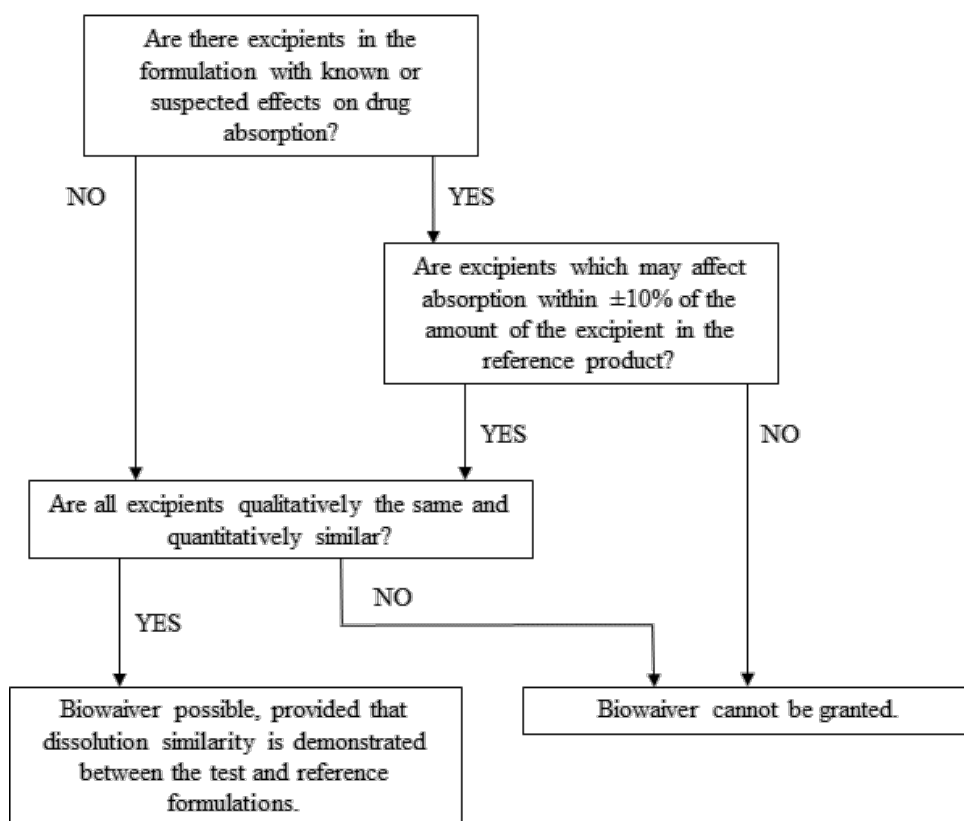 Are there excipients in the
formulation with known or
suspected effects on drug
absorption?
NO
YES
Are excipients which may affect
absorption within ±10% of the
amount of the excipient in the
reference product?
YES
NO
Are all excipients qualitatively the same and
quantitatively similar?
YES
NO
Biowaiver possible, provided that
dissolution similarity is demonstrated
between the test and reference
formulations.
Biowaiver cannot be granted.